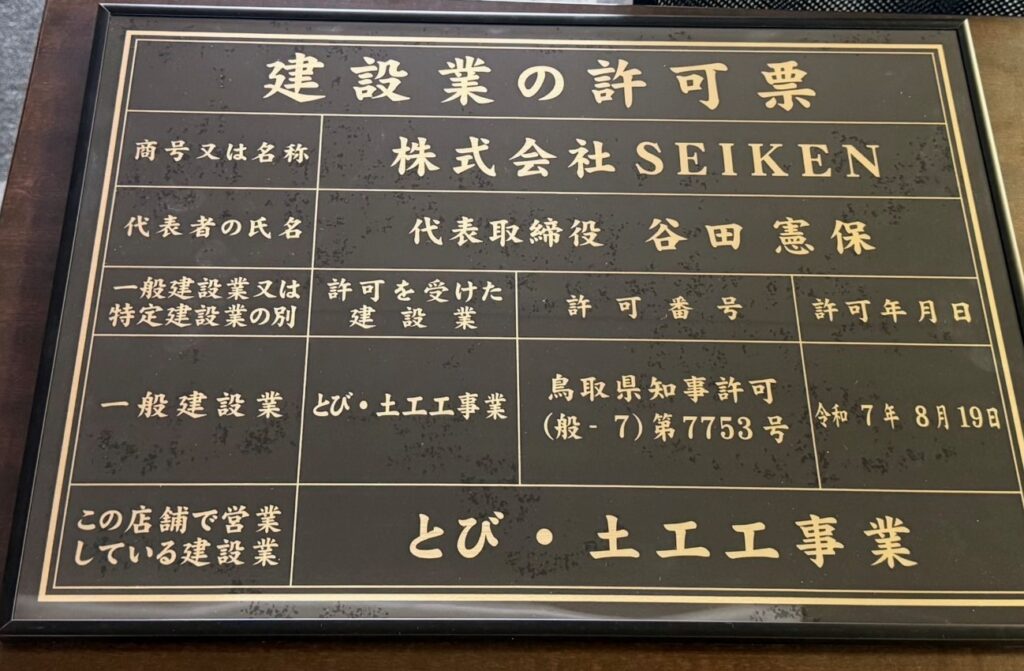 建設業の許可票
商号又は名称
株式会社SEIKEN
代表者の氏名
代表取締役 谷田 憲保
一般建設業又は
特定建設業の別
許可を受けた
建設業
許可番号
許可年月日
一般建設業
とび・土工工事業
鳥取県知事許可
(般-7)第7753号
令和 7年 8月19日
この店舗で営業
している建設業
とび・土工工事業